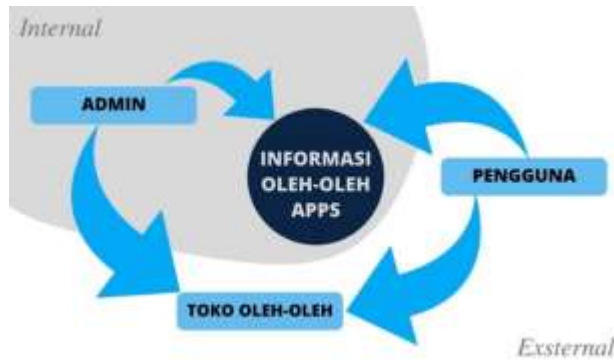 Internal
ADMIN
INFORMASI
OLEH-OLEH
APPS
PENGGUNA
TOKO OLEH-OLEH
Exsternal